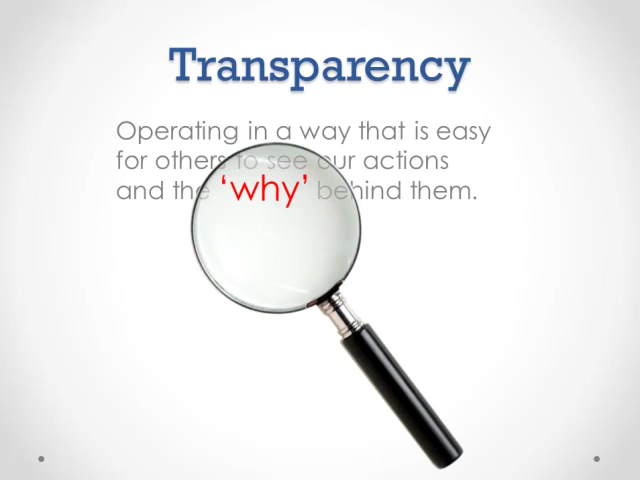 Transparency
Operating in a way that is easy
for others to see our actions
and the ‘why’ behind them.